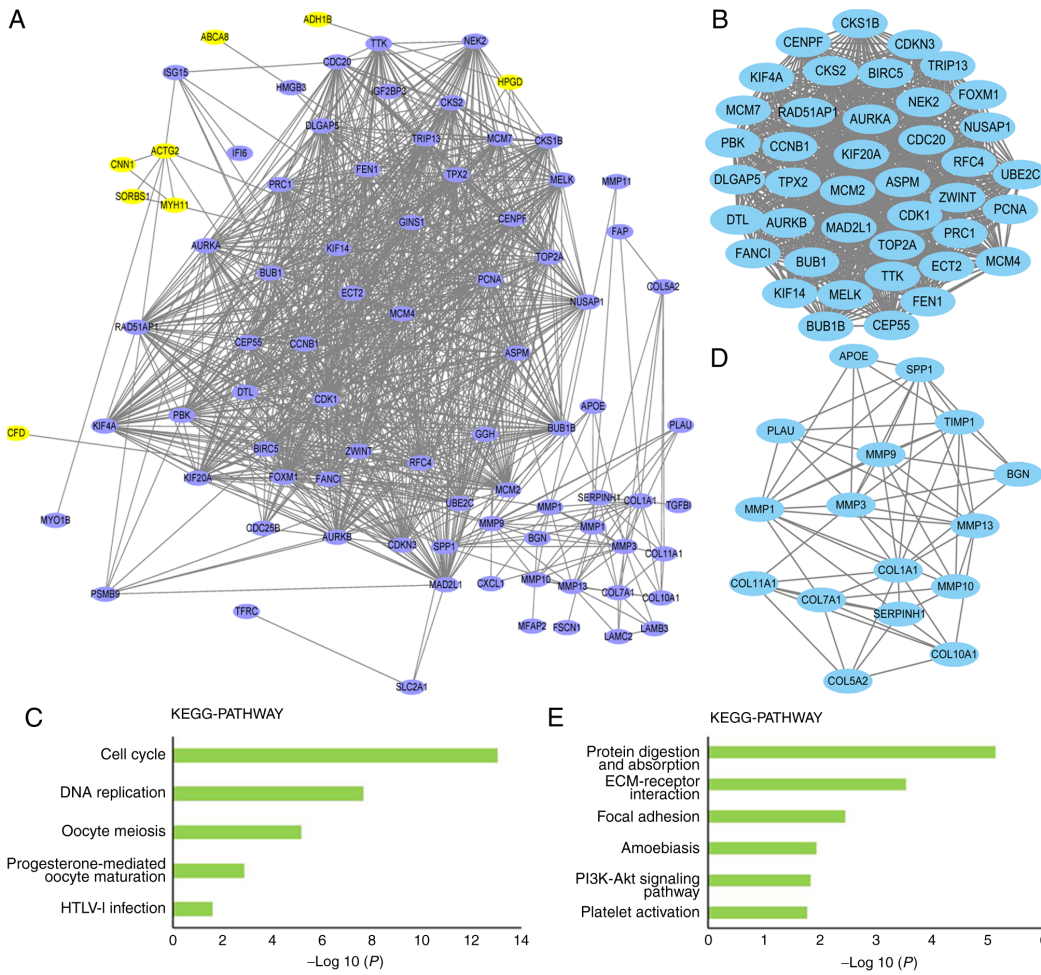 A
ADH1B
ABCA8
TTK
NEK2
CDC20
ISG15
HPGD
HMGB3
IGF2BP3
CKS2
DLGAP5
TRIP13
MCM7
CKS1B
ACTG2
IFI6
CNN1
FEN1
TPX2
MELK
MMP11
PRC1
SORBS1
MYH11
CENPF
GINS1
FAP
AURKA
KIF14
TOP2A
BUB1
PCNA
COL5A2
ECT2
NUSAP1
MCM4
RAD51AP1
CEP55
CCNB1
ASPM
DTL
CDK1
APOE
PBK
KIF4A
BUB1B
PLAU
CFD
GGH
BIRC5
ZWINT
RFC4
KIF20A
FOXM1
FANCI
MCM2
UBE2C
SERPINH1
COL1A1
TGFBI
MMP1
MYO1B
CDC25B
MMP9
MMP1
AURKB
BGN
CDKN3
SPP1
MMP3
COL11A1
MAD2L1
CXCL1
MMP10
MMP13
PSMB9
COL7A1
COL10A1
TFRC
MFAP2
FSCN1
LAMB3
LAMC2
SLC2A1
B
CKS1B
CENPF
CDKN3
TRIP13
CKS2
BIRC5
KIF4A
FOXM1
NEK2
MCM7
RAD51AP1
AURKA
NUSAP1
CDC20
PBK
CCNB1
KIF20A
RFC4
UBE2C
DLGAP5
TPX2
ASPM
MCM2
ZWINT
PCNA
CDK1
DTL
AURKB
MAD2L1
PRC1
TOP2A
FANCI
BUB1
ECT2
MCM4
TTK
KIF14
MELK
FEN1
BUB1B
CEP55
D
APOE
SPP1
TIMP1
PLAU
MMP9
BGN
MMP3
MMP1
MMP13
COL1A1
COL11A1
MMP10
COL7A1
SERPINH1
COL10A1
COL5A2
C
KEGG-PATHWAY
Cell cycle
DNA replication
Oocyte meiosis
Progesterone-mediated
oocyte maturation
HTLV-I infection
0 2 4 6 8 10 11 14
–Log 10 (P)
E
KEGG-PATHWAY
Protein digestion
and absorption
ECM-receptor
interaction
Focal adhesion
Amoebiasis
PI3K-Akt signaling
pathway
Platelet activation
0 1 2 3 4 5
–Log 10 (P)